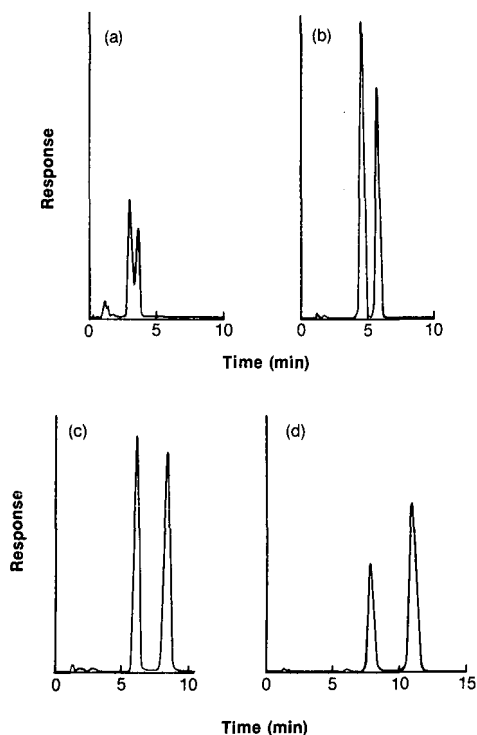 (a)
(b)
Response
0 5 10
0 5 10
Time (min)
(c)
(d)
Response
0 5 10
0 5 10 15
Time (min)